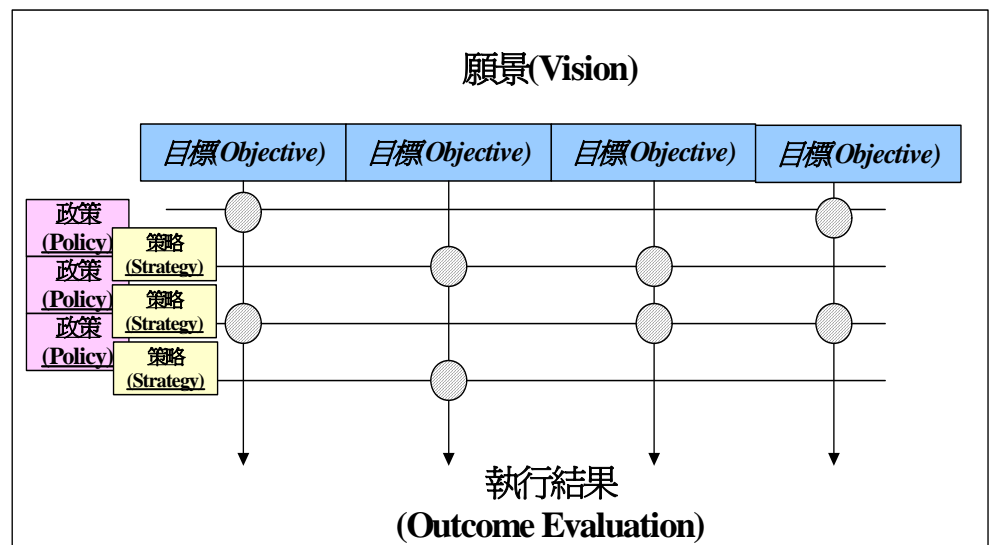 願景(Vision)
目標(Objective)
目標(Objective)
目標(Objective)
目標(Objective)
政策
(Policy)
策略
(Strategy)
政策
(Policy)
策略
(Strategy)
政策
(Policy)
策略
(Strategy)
執行結果
(Outcome Evaluation)